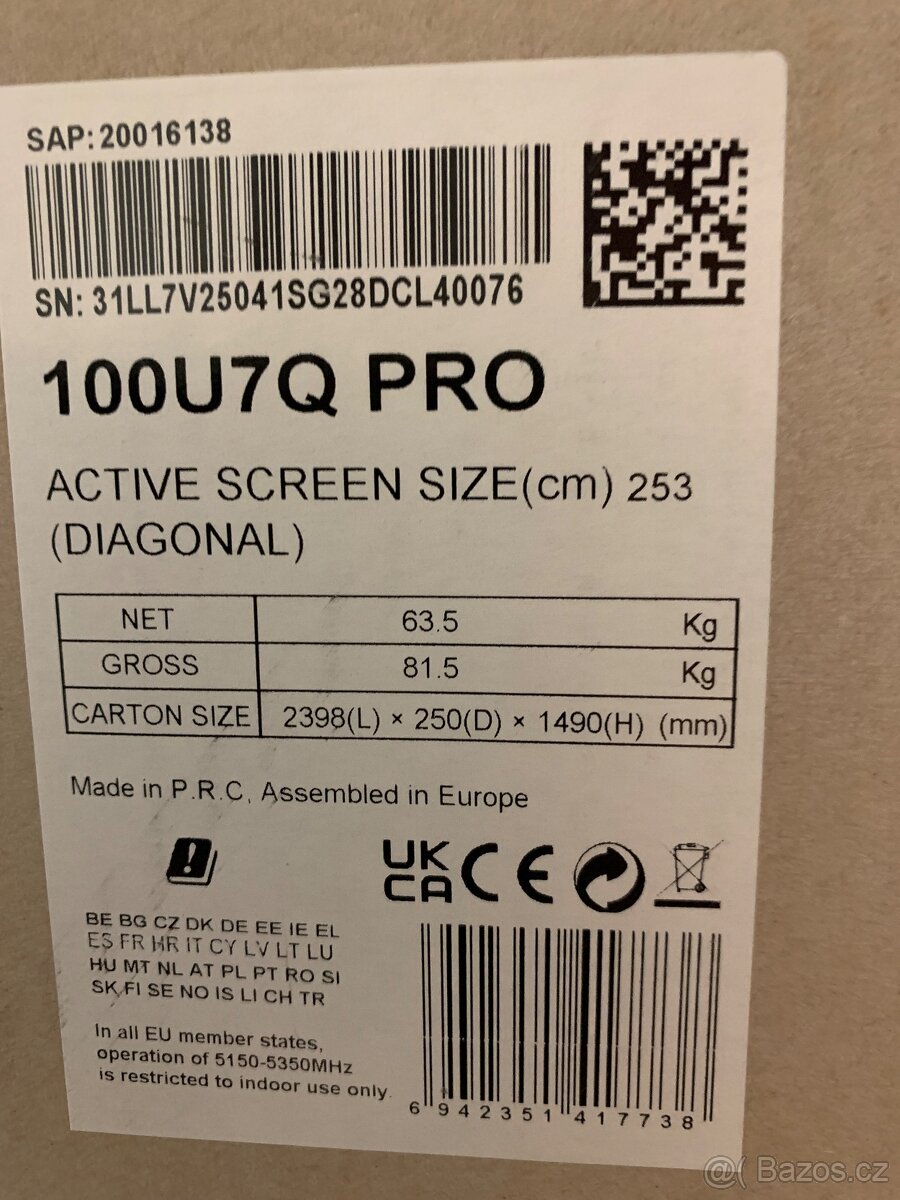 SAP: 20016138
SN: 31LL7V25041SG28DCL40076
100U7Q PRO
ACTIVE SCREEN SIZE(cm) 253
(DIAGONAL)
NET 63.5 Kg
GROSS 81.5 Kg
CARTON SIZE 2398(L) × 250(D) × 1490(H) (mm)
Made in P.R.C, Assembled in Europe
UK
CA CE
BE BG CZ DK DE EE IE EL
ES FR HR IT CY LV LT LU
HU MT NL AT PL PT RO SI
SK FI SE NO IS LI CH TR
In all EU member states,
operation of 5150-5350MHz
is restricted to indoor use only.
6 942351 417738
@( Bazos.cz